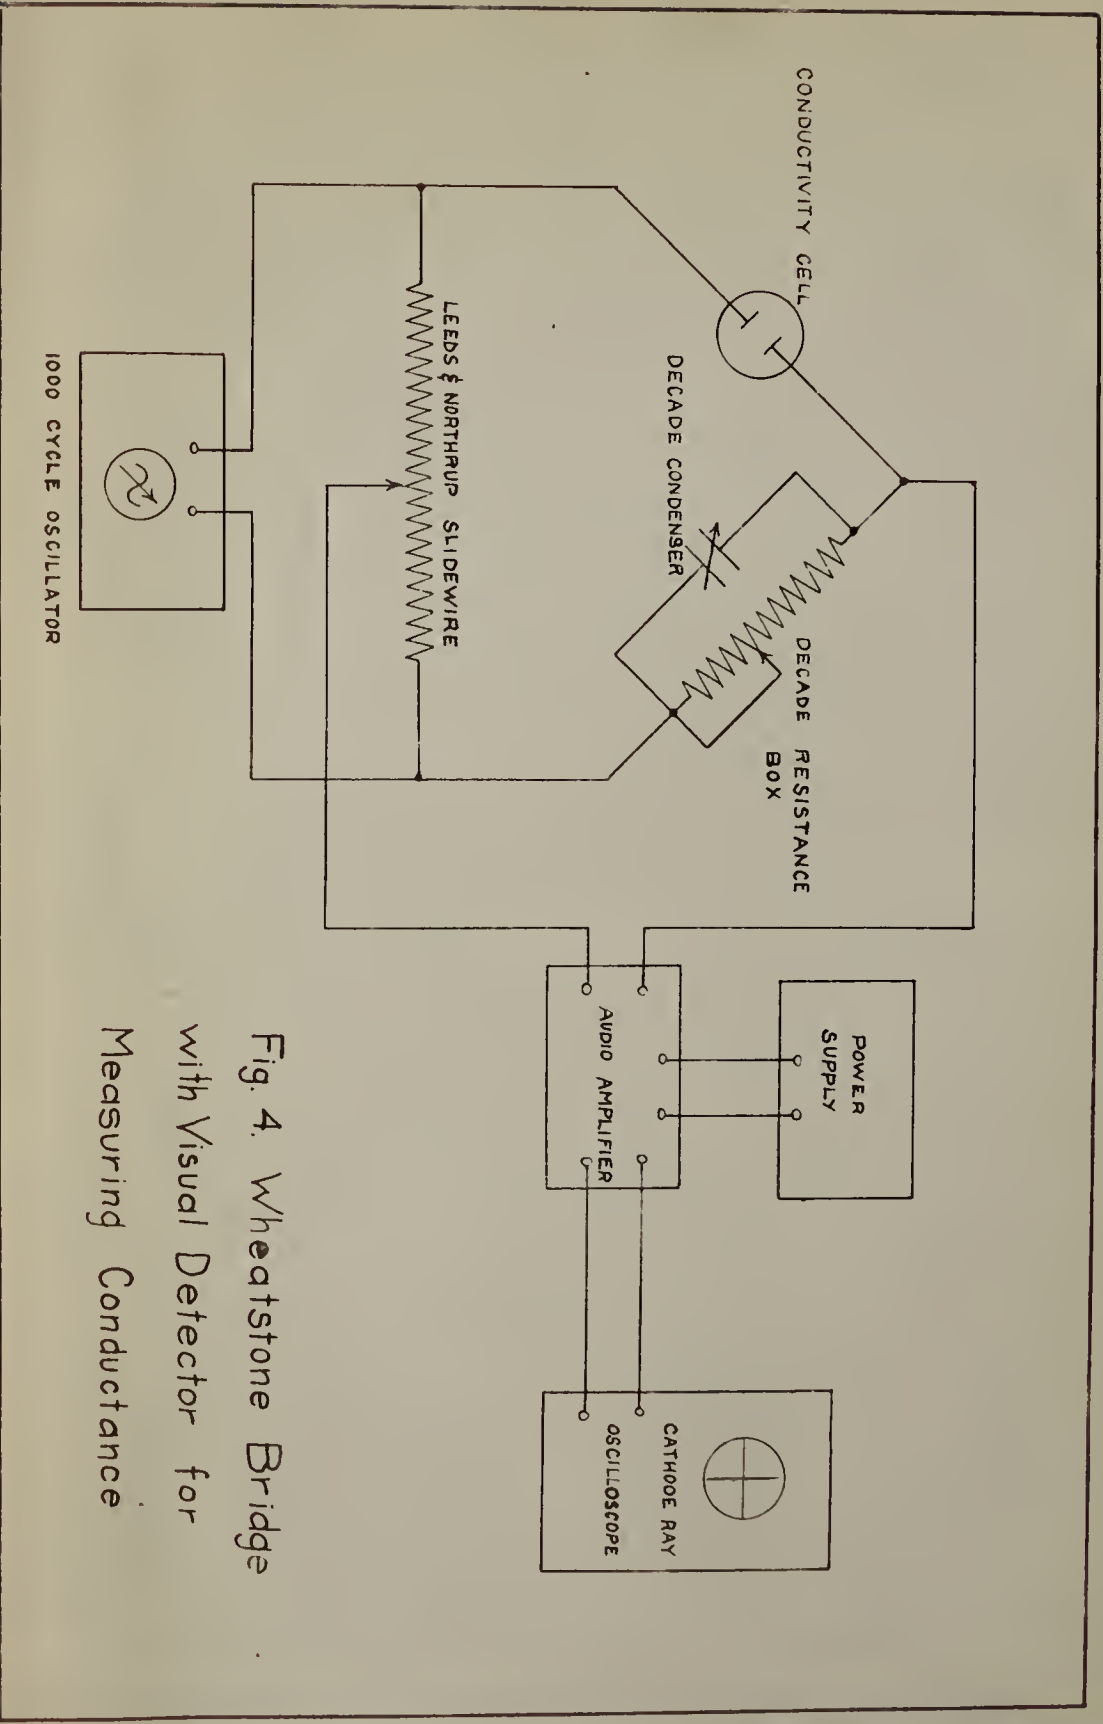 CONDUCTIVITY CELL
DECADE RESISTANCE
BOX
DECADE CONDENSER
LEEDS & NORTHRUP SLIDEWIRE
1000 CYCLE OSCILLATOR
POWER
SUPPLY
AUDIO AMPLIFIER
CATHODE RAY
OSCILLOSCOPE
Fig. 4. Wheatstone Bridge
with Visual Detector for
Measuring Conductance